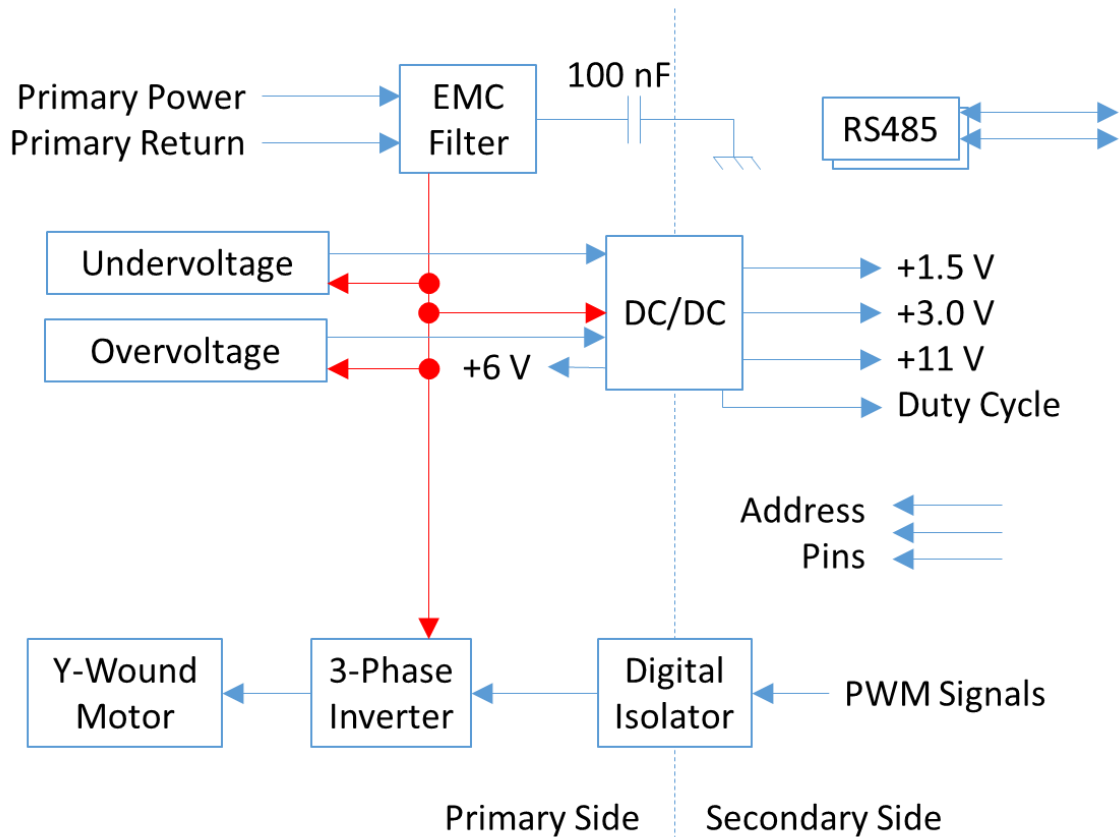 Primary Power
Primary Return
EMC
Filter
100 nF
RS485
Undervoltage
Overvoltage
+6 V
DC/DC
+1.5 V
+3.0 V
+11 V
Duty Cycle
Address
Pins
Y-Wound
Motor
3-Phase
Inverter
Digital
Isolator
PWM Signals
Primary Side
Secondary Side